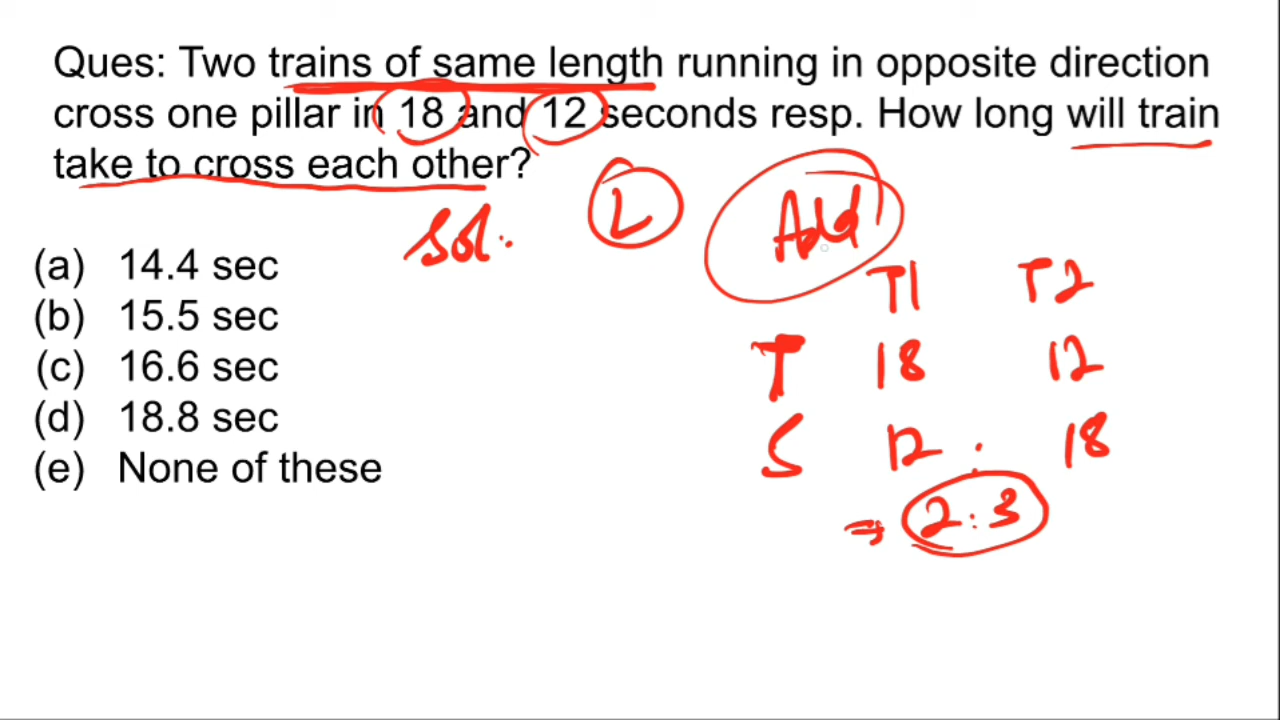 Ques: Two trains of same length running in opposite direction
cross one pillar in 18 and 12 seconds resp. How long will train
take to cross each other?
Sol.
L
Add
(a) 14.4 sec
(b) 15.5 sec
(c) 16.6 sec
(d) 18.8 sec
(e) None of these
T1 T2
T 18 12
S 12 : 18
⇒ 2:3